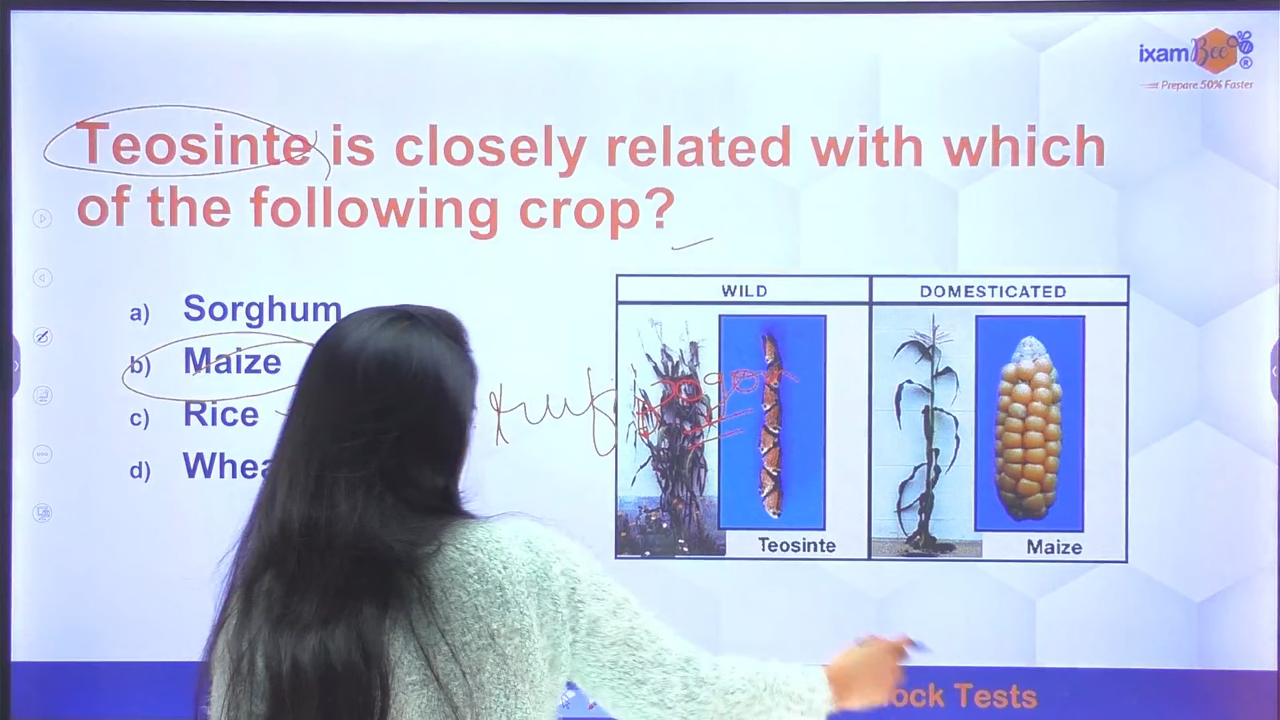 ixamBee
Prepare 50% Faster
Teosinte is closely related with which
of the following crop?
a) Sorghum
b) Maize
c) Rice
d) Whea
WILD
DOMESTICATED
Teosinte
Maize
ock Tests